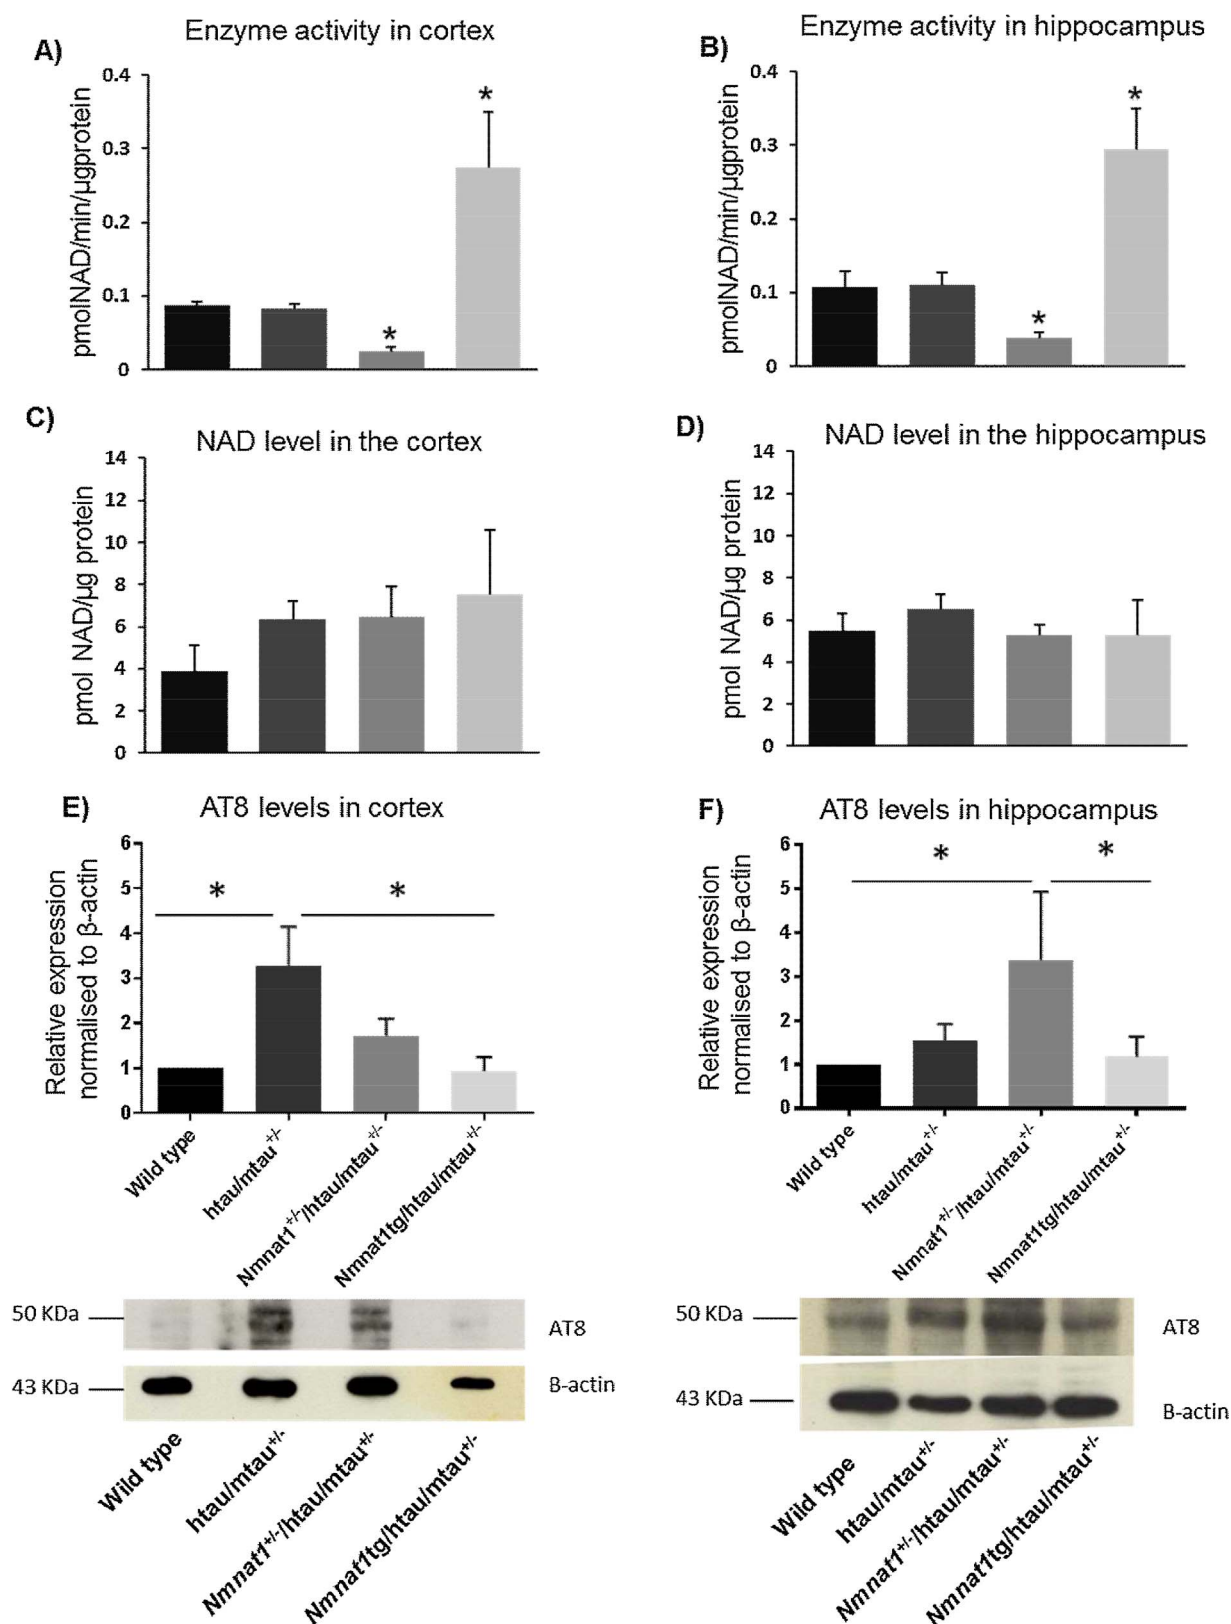 A)
Enzyme activity in cortex
pmolNAD/min/µgprotein
0.4
0.3
0.2
0.1
0
*
*
B)
Enzyme activity in hippocampus
pmolNAD/min/µgprotein
0.4
0.3
0.2
0.1
0
*
*
C)
NAD level in the cortex
pmol NAD/µg protein
14
12
10
8
6
4
2
0
D)
NAD level in the hippocampus
pmol NAD/µg protein
14
12
10
8
6
4
2
0
E)
AT8 levels in cortex
Relative expression
normalised to β-actin
6
5
4
3
2
1
0
*
*
Wild type
htau/mtau+/-
Nmnat1+/-/htau/mtau+/-
Nmnat1tg/htau/mtau+/-
50 KDa
AT8
43 KDa
B-actin
Wild type
htau/mtau+/-
Nmnat1+/-/htau/mtau+/-
Nmnat1tg/htau/mtau+/-
F)
AT8 levels in hippocampus
Relative expression
normalised to β-actin
6
5
4
3
2
1
0
*
*
Wild type
htau/mtau+/-
Nmnat1+/-/htau/mtau+/-
Nmnat1tg/htau/mtau+/-
50 KDa
AT8
43 KDa
B-actin
Wild type
htau/mtau+/-
Nmnat1+/-/htau/mtau+/-
Nmnat1tg/htau/mtau+/-